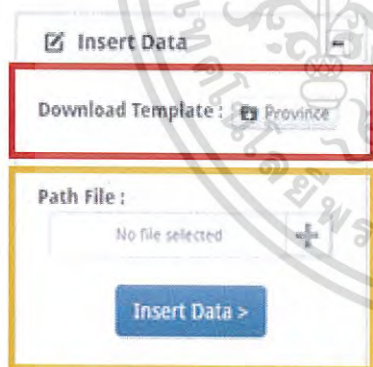 Insert Data -
Download Template : Province
Path File :
No file selected +
Insert Data >